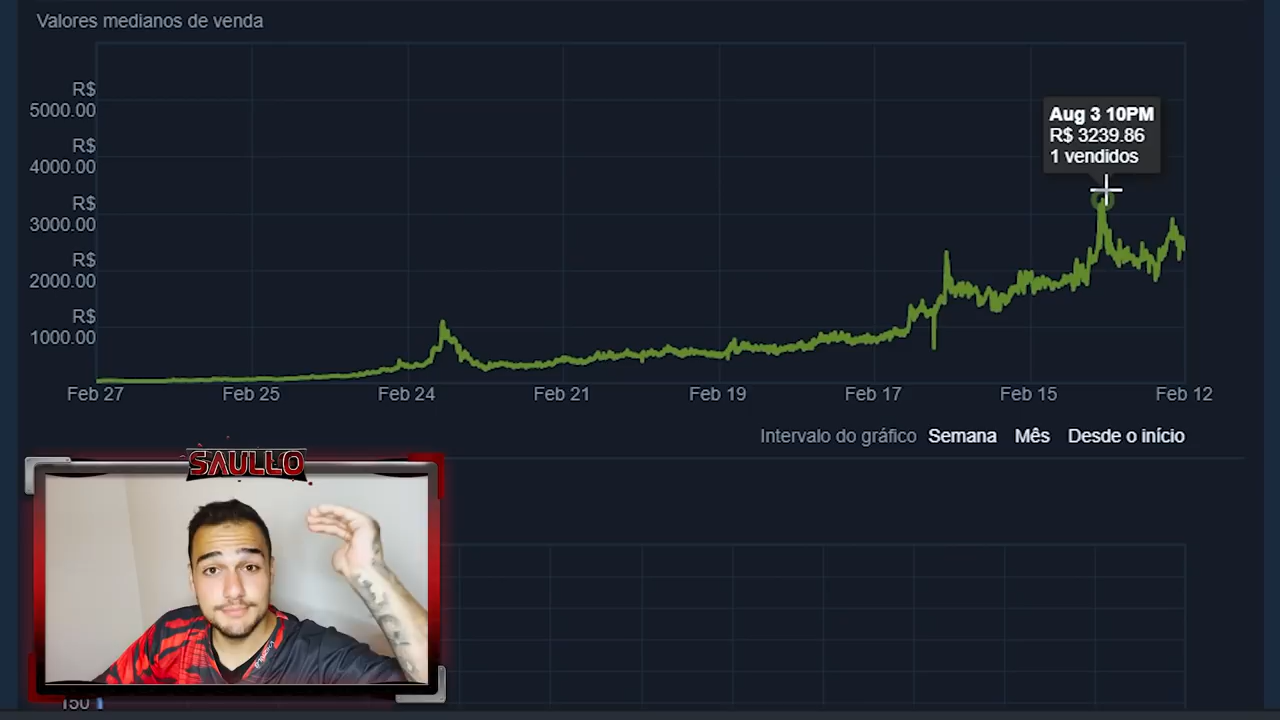 Valores medianos de venda
R$
5000.00
R$
4000.00
R$
3000.00
R$
2000.00
R$
1000.00
Aug 3 10PM
R$ 3239.86
1 vendidos
Feb 27 Feb 25 Feb 24 Feb 21 Feb 19 Feb 17 Feb 15 Feb 12
Intervalo do gráfico Semana Mês Desde o início
SAULLO
150